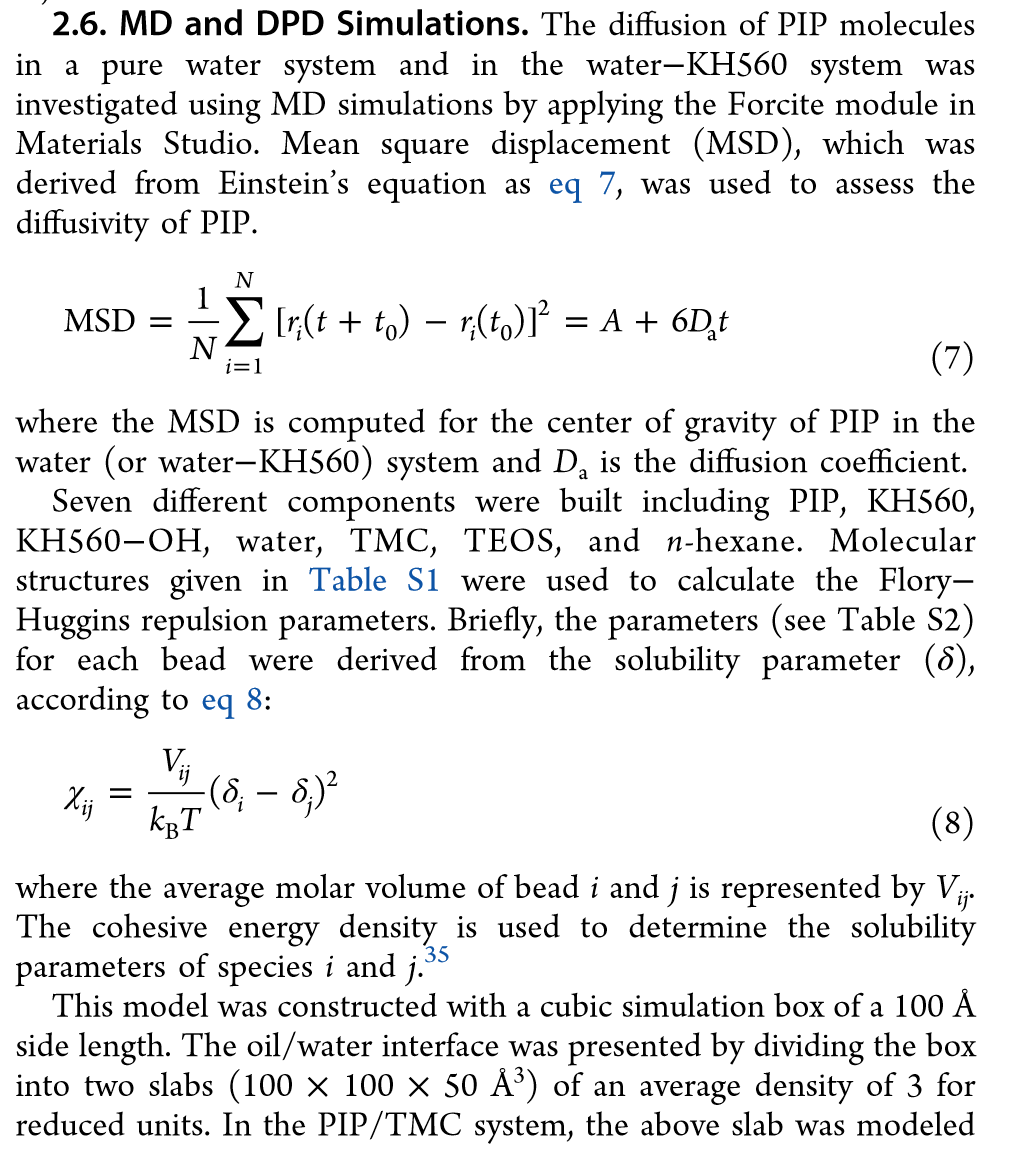 2.6. MD and DPD Simulations. The diffusion of PIP molecules
in a pure water system and in the water−KH560 system was
investigated using MD simulations by applying the Forcite module in
Materials Studio. Mean square displacement (MSD), which was
derived from Einstein’s equation as eq 7, was used to assess the
diffusivity of PIP.
MSD = \frac{1}{N} \sum_{i=1}^{N} [r_i(t + t_0) − r_i(t_0)]^2 = A + 6D_a t
(7)
where the MSD is computed for the center of gravity of PIP in the
water (or water−KH560) system and D_a is the diffusion coefficient.
Seven different components were built including PIP, KH560,
KH560−OH, water, TMC, TEOS, and n-hexane. Molecular
structures given in Table S1 were used to calculate the Flory−
Huggins repulsion parameters. Briefly, the parameters (see Table S2)
for each bead were derived from the solubility parameter (δ),
according to eq 8:
χ_{ij} = \frac{V_{ij}}{k_B T} (δ_i − δ_j)^2
(8)
where the average molar volume of bead i and j is represented by V_{ij}.
The cohesive energy density is used to determine the solubility
parameters of species i and j.35
This model was constructed with a cubic simulation box of a 100 Å
side length. The oil/water interface was presented by dividing the box
into two slabs (100 × 100 × 50 Å³) of an average density of 3 for
reduced units. In the PIP/TMC system, the above slab was modeled